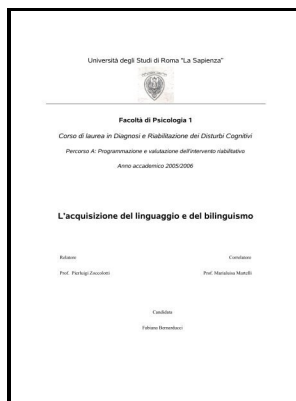 Università degli Studi di Roma "La Sapienza"
Facoltà di Psicologia 1
Corso di laurea in Diagnosi e Riabilitazione dei Disturbi Cognitivi
Percorso A: Programmazione e valutazione dell'intervento riabilitativo
Anno accademico 2005/2006
L'acquisizione del linguaggio e del bilinguismo
Relatore Correlatore
Prof. Pierluigi Zoccolotti Prof. Marialuisa Martelli
Candidata
Fabiana Bernarducci